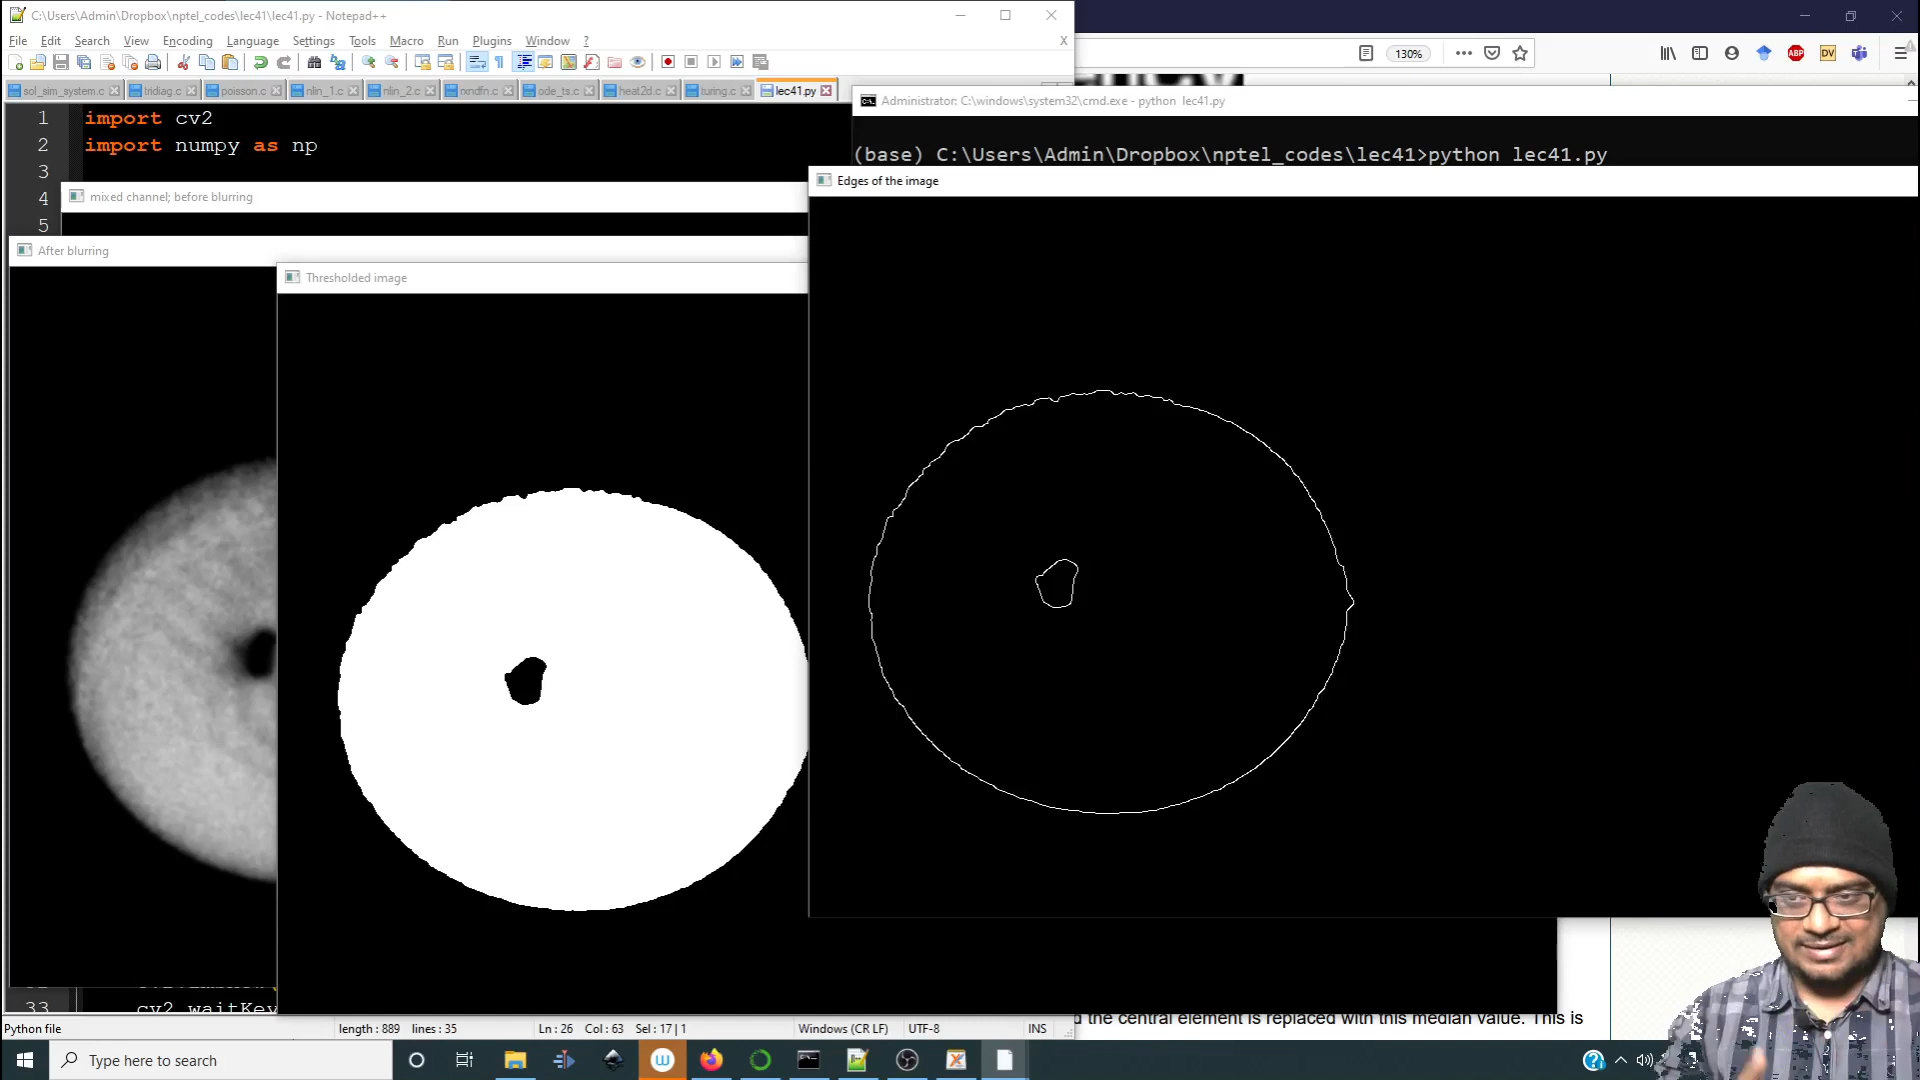 C:\Users\Admin\Dropbox\nptel_codes\lec41\lec41.py - Notepad++
File Edit Search View Encoding Language Settings Tools Macro Run Plugins Window ? X
130%
sol_sim_system.c tridiag.c poisson.c nlin_1.c nlin_2.c rxndfn.c ode_ts.c heat2d.c turing.c lec41.py
Administrator: C:\windows\system32\cmd.exe - python lec41.py
1 import cv2
2 import numpy as np
(base) C:\Users\Admin\Dropbox\nptel_codes\lec41>python lec41.py
3
4
5
mixed channel; before blurring
Edges of the image
After blurring
Thresholded image
33 cv2.waitKey
d the central element is replaced with this median value. This is
Python file length : 889 lines : 35 Ln : 26 Col : 63 Sel : 17 | 1 Windows (CR LF) UTF-8 INS
Type here to search